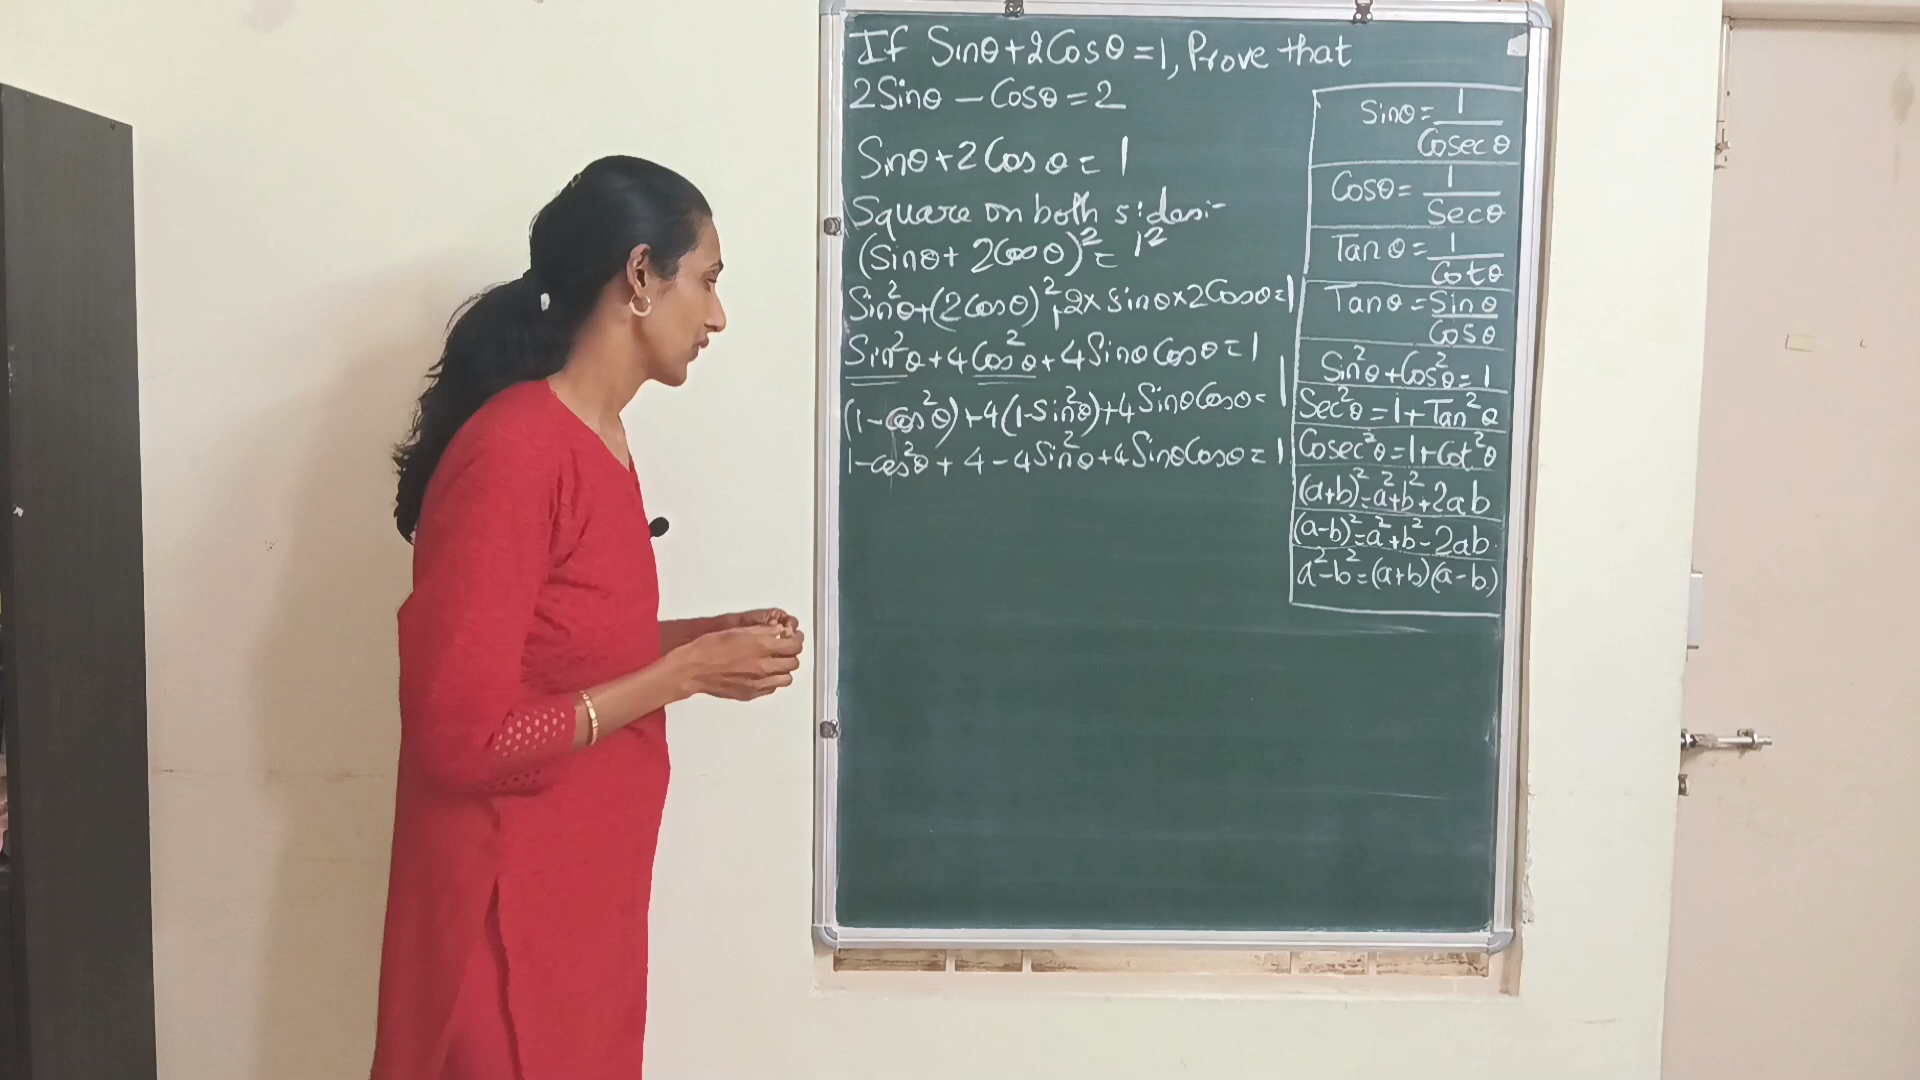 If Sinθ+2Cosθ=1, Prove that
2Sinθ – Cosθ = 2
Sinθ+2Cosθ = 1
Square on both sides:-
(Sinθ+ 2Cosθ)² = 1²
Sin²θ+(2Cosθ)²+2×Sinθ×2Cosθ=1
Sin²θ+4Cos²θ+4SinθCosθ=1
(1-Cos²θ)+4(1-Sin²θ)+4SinθCosθ=1
1-Cos²θ+4-4Sin²θ+4SinθCosθ=1
Sinθ=1/Cosecθ
Cosθ=1/Secθ
Tanθ=1/Cotθ
Tanθ=Sinθ/Cosθ
Sin²θ+Cos²θ=1
Sec²θ=1+Tan²θ
Cosec²θ=1+Cot²θ
(a+b)²=a²+b²+2ab
(a-b)²=a²+b²-2ab
a²-b²=(a+b)(a-b)